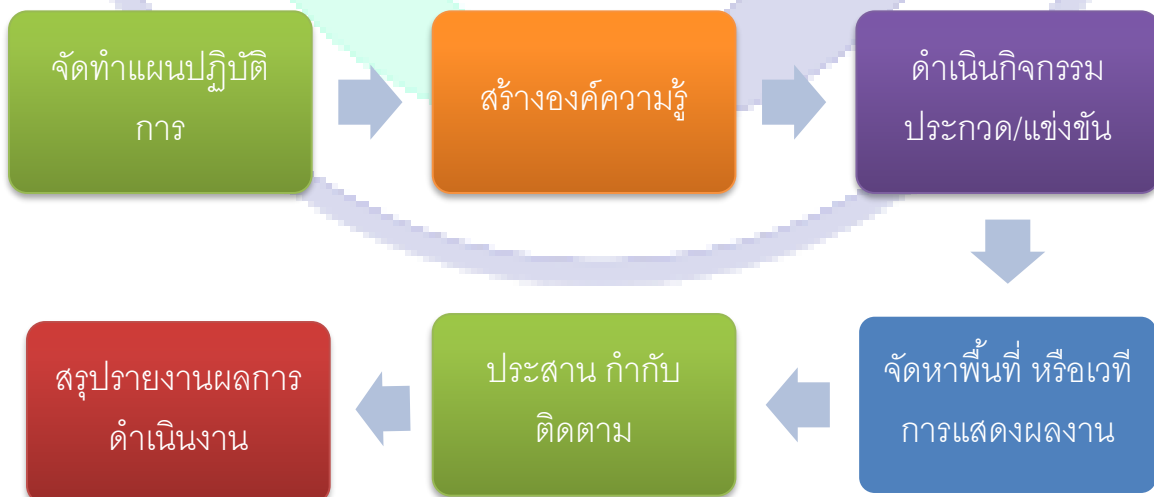 จัดทำแผนปฏิบัติ
การ
สร้างองค์ความรู้
ดำเนินกิจกรรม
ประกวด/แข่งขัน
จัดหาพื้นที่ หรือเวที
การแสดงผลงาน
ประสาน กำกับ
ติดตาม
สรุปรายงานผลการ
ดำเนินงาน